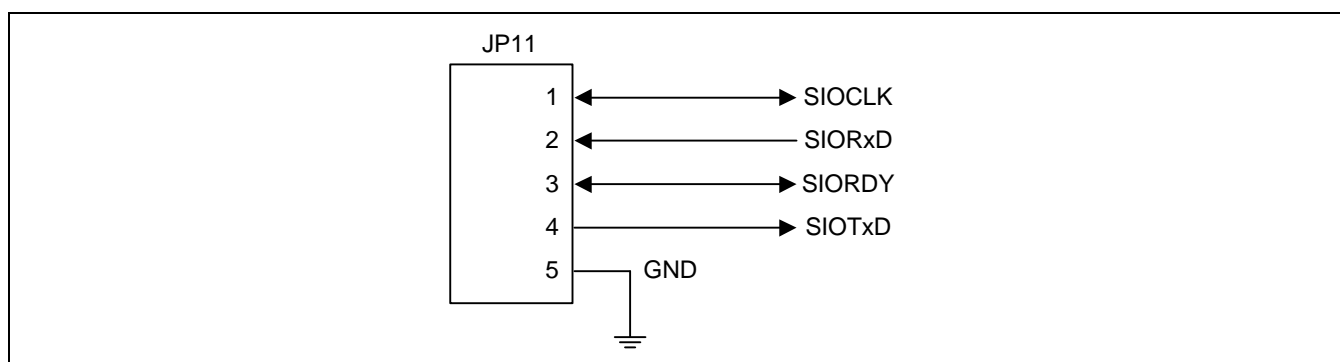 JP11
1 SIOCLK
2 SIORxD
3 SIORDY
4 SIOTxD
5 GND